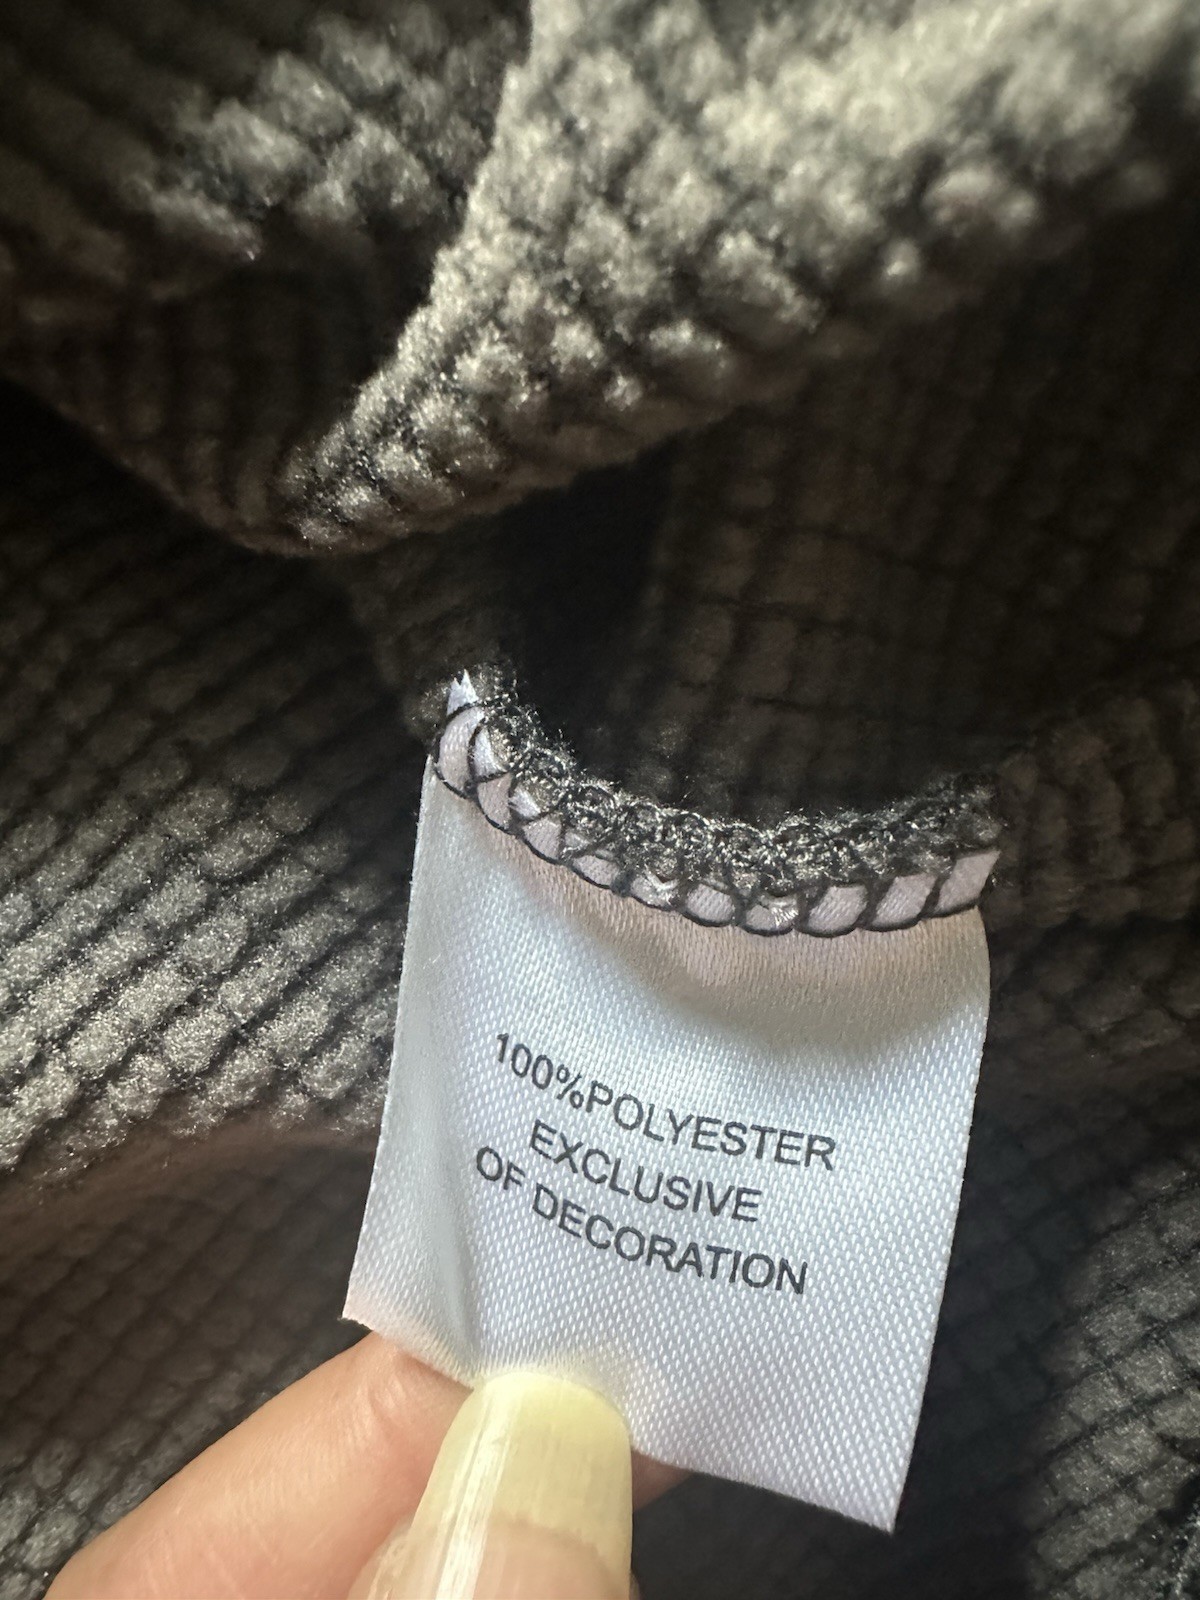 100%POLYESTER
EXCLUSIVE
OF DECORATION